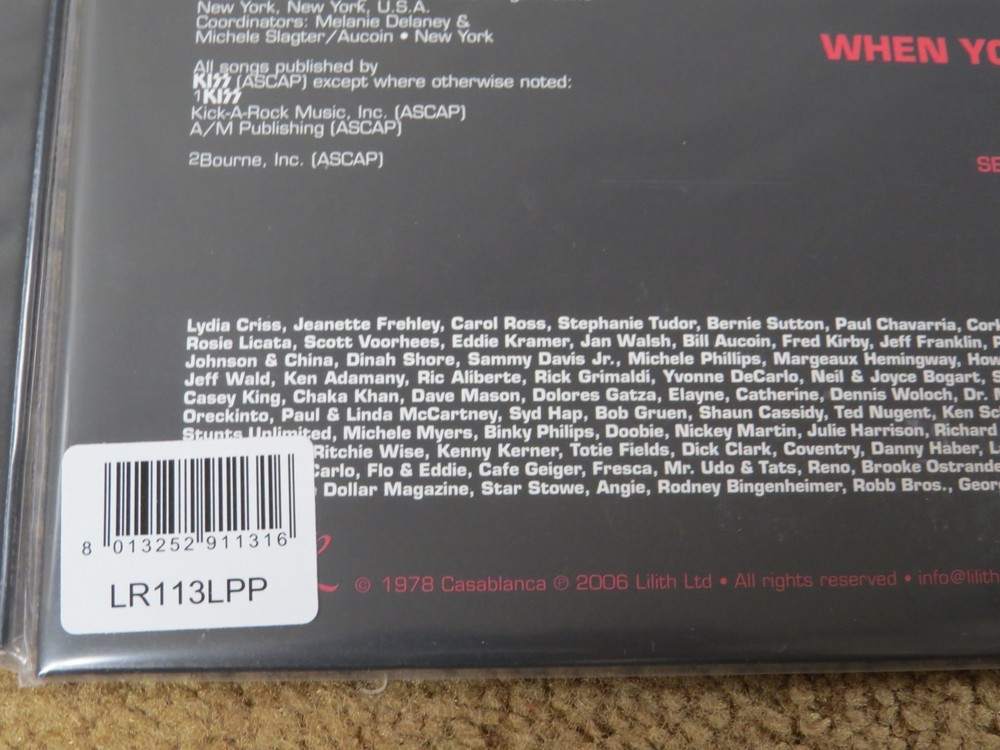 New York, New York, U.S.A.
Coordinators: Melanie Delaney &
Michele Slagter/Aucoin • New York
All songs published by
KISS (ASCAP) except where otherwise noted:
1KISS
Kick-A-Rock Music, Inc. (ASCAP)
A/M Publishing (ASCAP)
2Bourne, Inc. (ASCAP)
WHEN YO
SE
Lydia Criss, Jeanette Frehley, Carol Ross, Stephanie Tudor, Bernie Sutton, Paul Chavarria,
Rosie Licata, Scott Voorhees, Eddie Kramer, Jan Walsh, Bill Aucoin, Fred Kirby, Jeff Franklin,
Johnson & China, Dinah Shore, Sammy Davis Jr., Michele Phillips, Margeaux Hemingway,
Jeff Wald, Ken Adamany, Ric Aliberte, Rick Grimaldi, Yvonne DeCarlo, Neil & Joyce Bogart,
Casey King, Chaka Khan, Dave Mason, Dolores Gatza, Elayne, Catherine, Dennis Woloch, Dr.
Oreckinto, Paul & Linda McCartney, Syd Hap, Bob Gruen, Shaun Cassidy, Ted Nugent, Ken
Stunts Unlimited, Michele Myers, Binky Philips, Doobie, Nickey Martin, Julie Harrison, Richard
Ritchie Wise, Kenny Kerner, Totie Fields, Dick Clark, Coventry, Danny Haber,
Carlo, Flo & Eddie, Cafe Geiger, Fresca, Mr. Udo & Tats, Reno, Brooke Ostrande
Dollar Magazine, Star Stowe, Angie, Rodney Bingenheimer, Robb Bros.,
8 013252 911316
LR113LPP
© 1978 Casablanca ℗ 2006 Lilith Ltd • All rights reserved • info@lilith